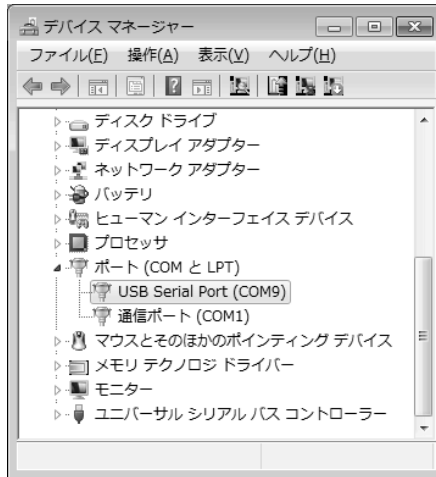 デバイス マネージャー
ファイル(F) 操作(A) 表示(V) ヘルプ(H)
ディスク ドライブ
ディスプレイ アダプター
ネットワーク アダプター
バッテリ
ヒューマン インターフェイス デバイス
プロセッサ
ポート (COM と LPT)
USB Serial Port (COM9)
通信ポート (COM1)
マウスとそのほかのポインティング デバイス
メモリ テクノロジ ドライバー
モニター
ユニバーサル シリアル バス コントローラー